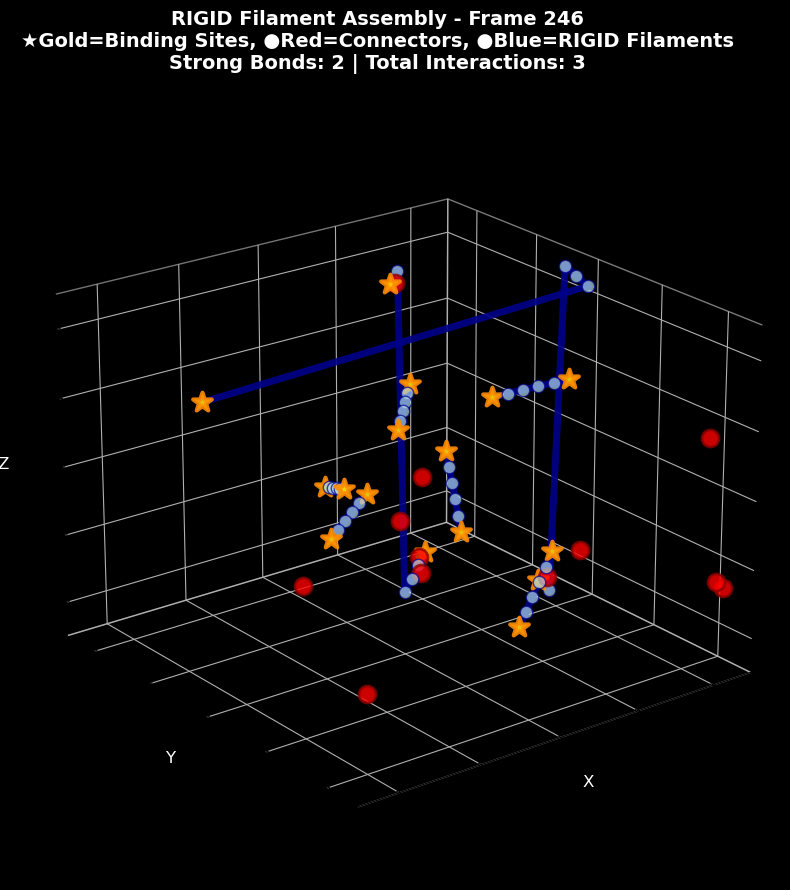 RIGID Filament Assembly - Frame 246
★Gold=Binding Sites, ●Red=Connectors, ●Blue=RIGID Filaments
Strong Bonds: 2 | Total Interactions: 3
Z
Y
X